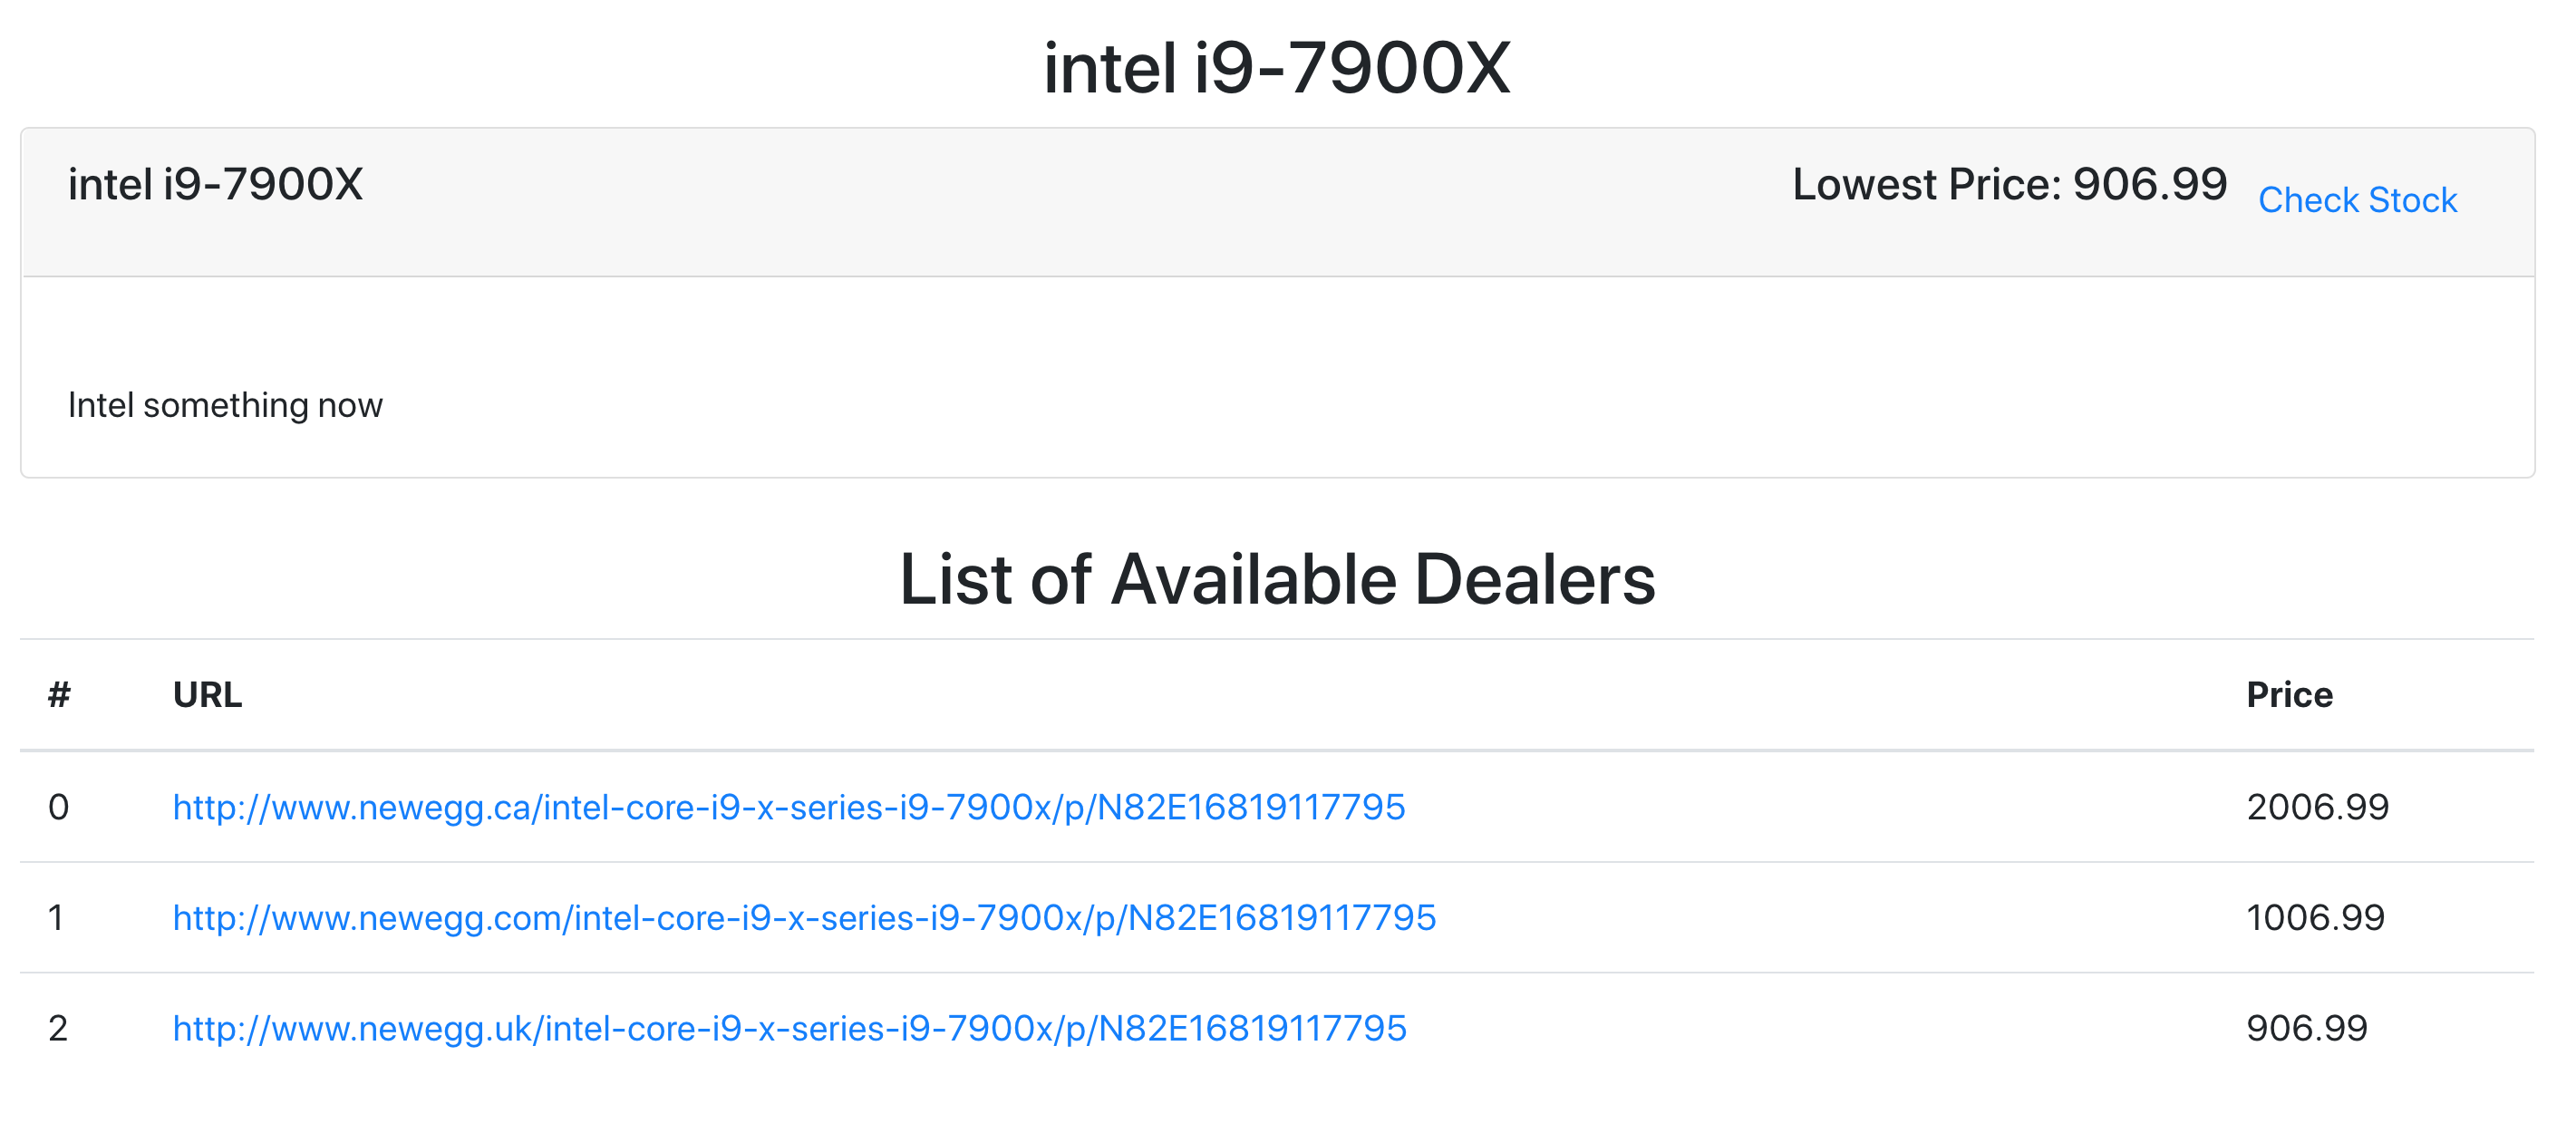 intel i9-7900X
intel i9-7900X Lowest Price: 906.99 Check Stock
Intel something now
List of Available Dealers
# URL Price
0 http://www.newegg.ca/intel-core-i9-x-series-i9-7900x/p/N82E16819117795 2006.99
1 http://www.newegg.com/intel-core-i9-x-series-i9-7900x/p/N82E16819117795 1006.99
2 http://www.newegg.uk/intel-core-i9-x-series-i9-7900x/p/N82E16819117795 906.99